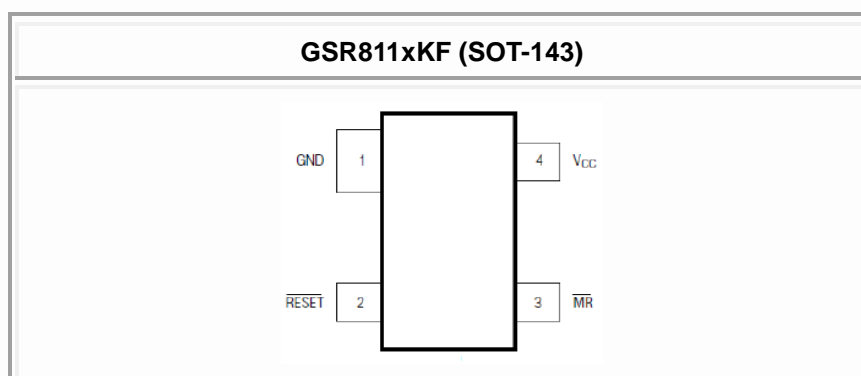 GSR811xKF (SOT-143)
GND 1 4 VCC
RESET 2 3 MR